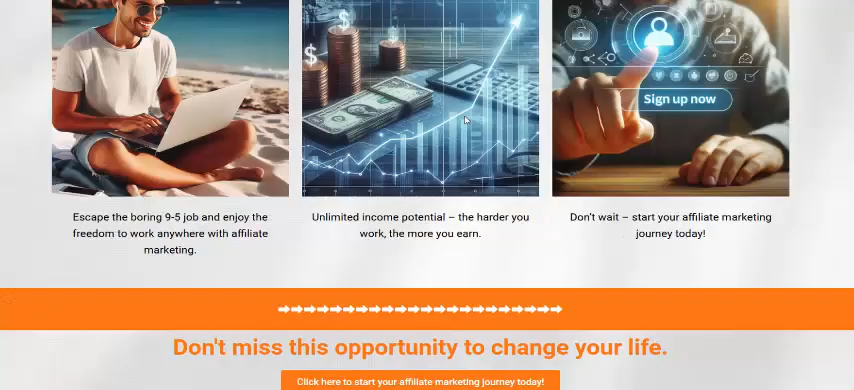 Sign up now
Escape the boring 9-5 job and enjoy the
freedom to work anywhere with affiliate
marketing.
Unlimited income potential – the harder you
work, the more you earn.
Don't wait – start your affiliate marketing
journey today!
Don't miss this opportunity to change your life.
Click here to start your affiliate marketing journey today!